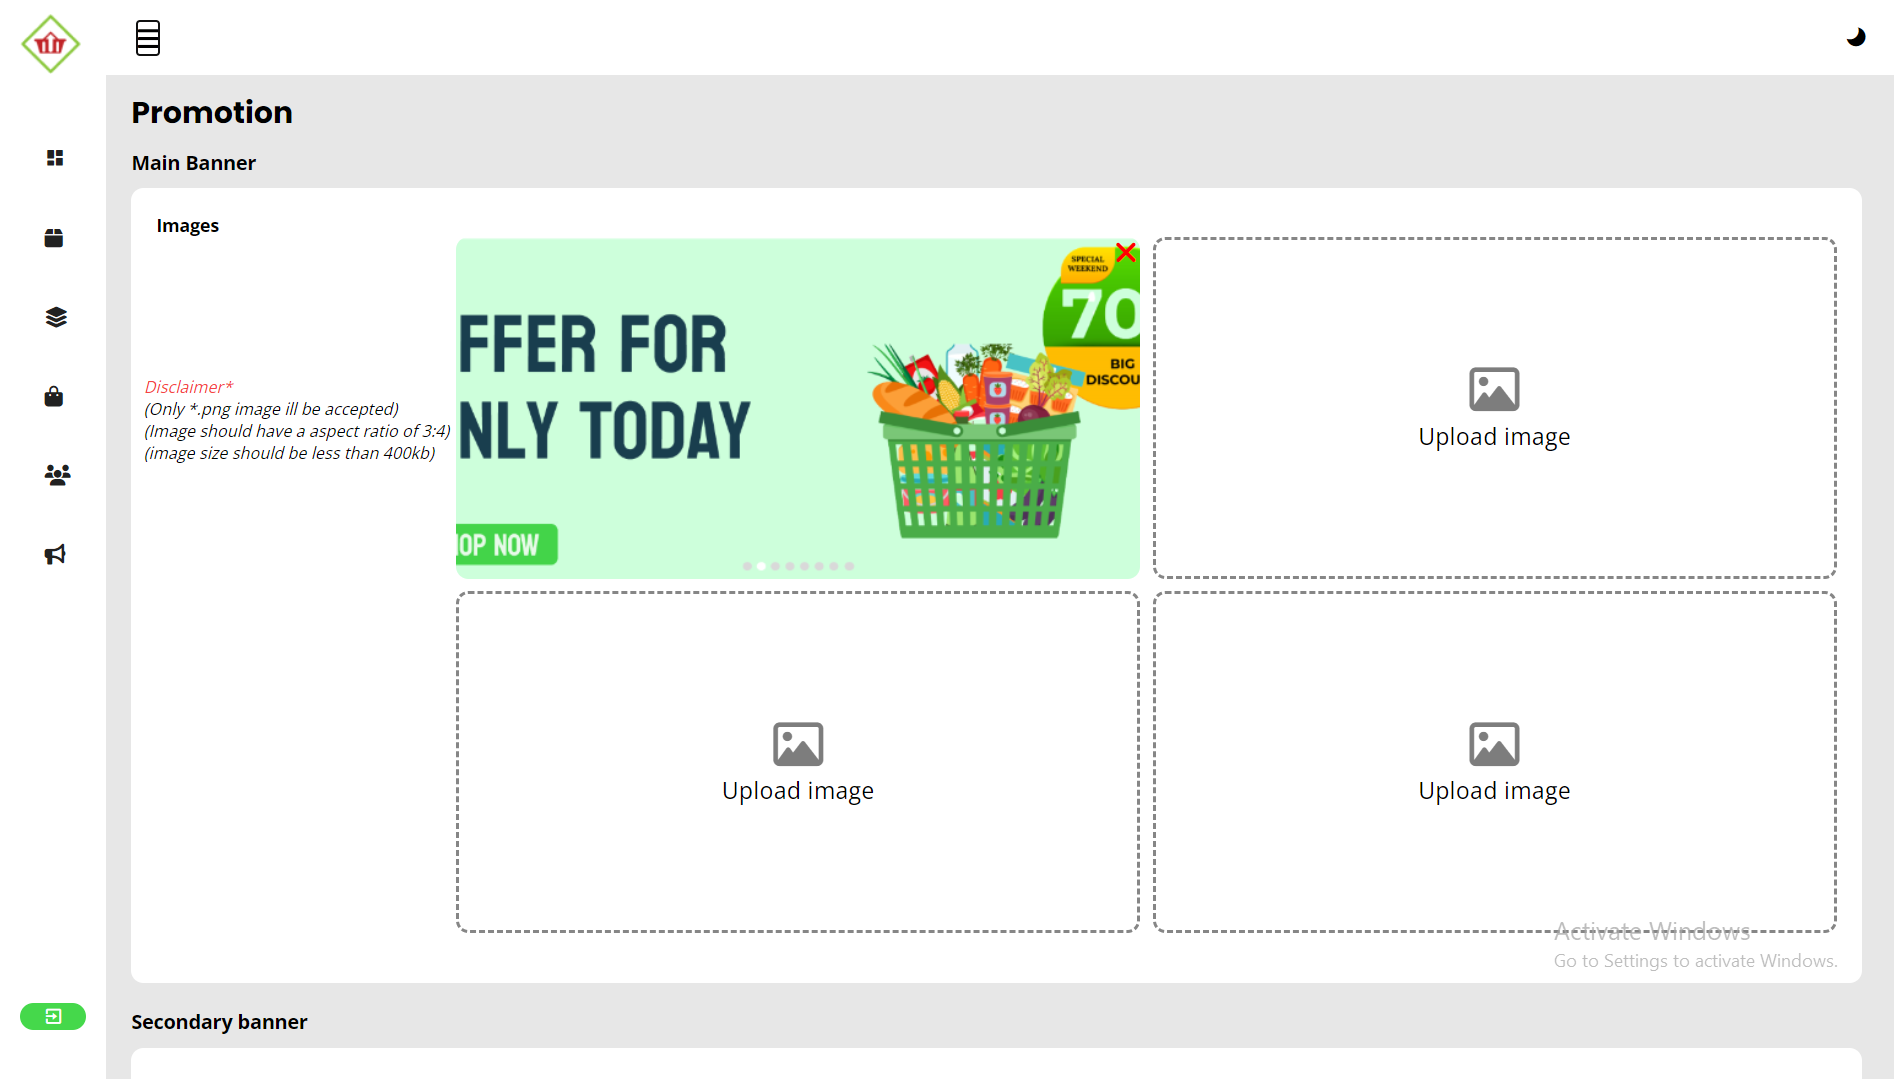 Promotion
Main Banner
Images
Disclaimer*
(Only *.png image ill be accepted)
(Image should have a aspect ratio of 3:4)
(image size should be less than 400kb)
FFER FOR
NLY TODAY
OP NOW
SPECIAL
WEEKEND
70
BIG
DISCOU
Upload image
Upload image
Upload image
Activate Windows
Go to Settings to activate Windows.
Secondary banner